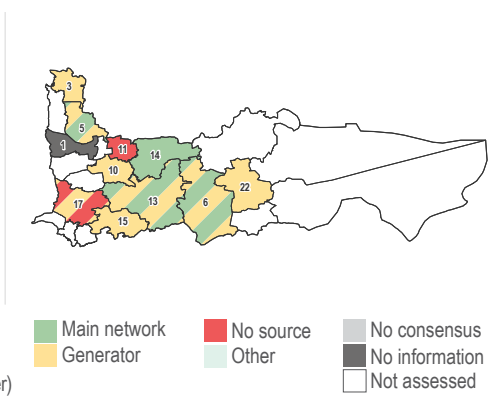 3
5
1
11
14
10
22
17
13
6
15
Main network
No source
No consensus
Generator
Other
No information
er)
Not assessed